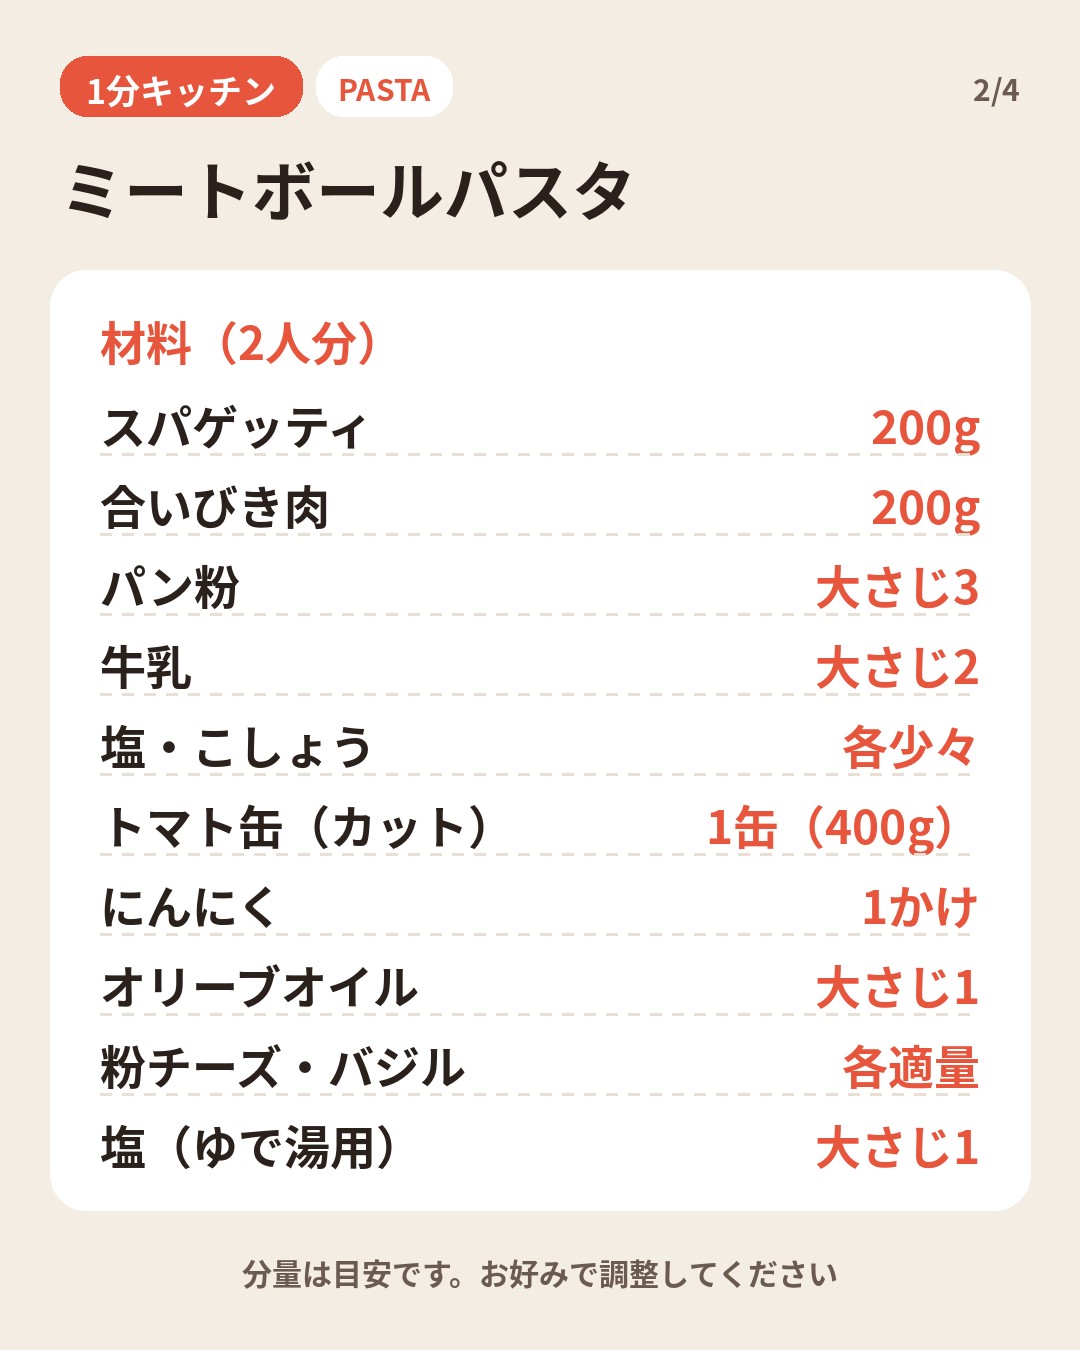 1分キッチン PASTA 2/4
ミートボールパスタ
材料（2人分）
スパゲッティ 200g
合いびき肉 200g
パン粉 大さじ3
牛乳 大さじ2
塩・こしょう 各少々
トマト缶（カット） 1缶（400g）
にんにく 1かけ
オリーブオイル 大さじ1
粉チーズ・バジル 各適量
塩（ゆで湯用） 大さじ1
分量は目安です。お好みで調整してください